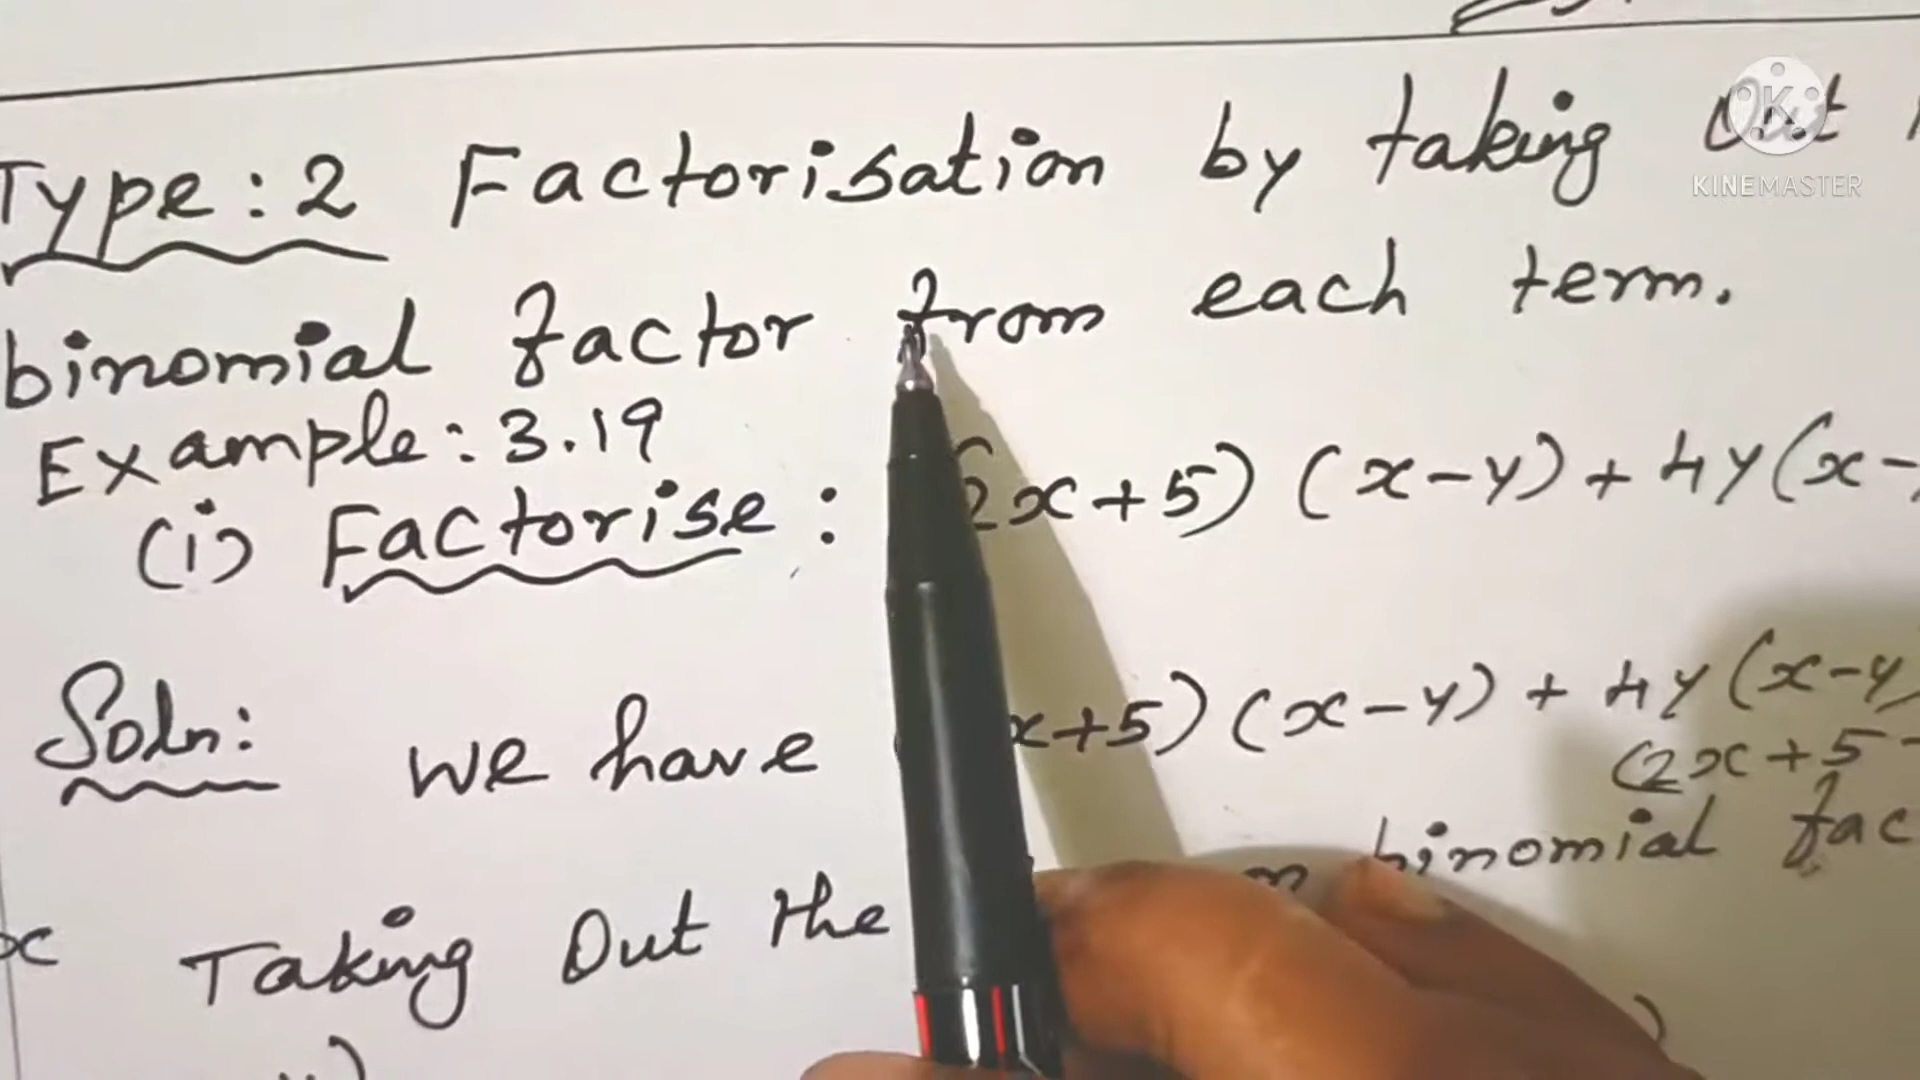 Type: 2 Factorisation by taking Out
binomial factor from each term.
Example: 3.19
(i) Factorise: (2x+5) (x-y) + 4y(x-
Soln: We have x+5) (x-y) + 4y(x-y)
(2x+5-
Taking Out the binomial fac
x
KINEMASTER